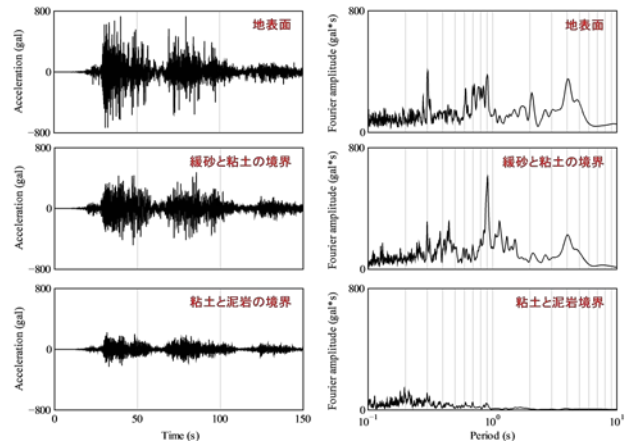 800
地表面
0
−800
Acceleration (gal)
800
地表面
0
Fourier amplitude (gal*s)
800
緩砂と粘土の境界
0
−800
Acceleration (gal)
800
緩砂と粘土の境界
0
Fourier amplitude (gal*s)
800
粘土と泥岩の境界
0
−800
Acceleration (gal)
0 50 100 150
Time (s)
800
粘土と泥岩境界
0
Fourier amplitude (gal*s)
10⁻¹ 10⁰ 10¹
Period (s)